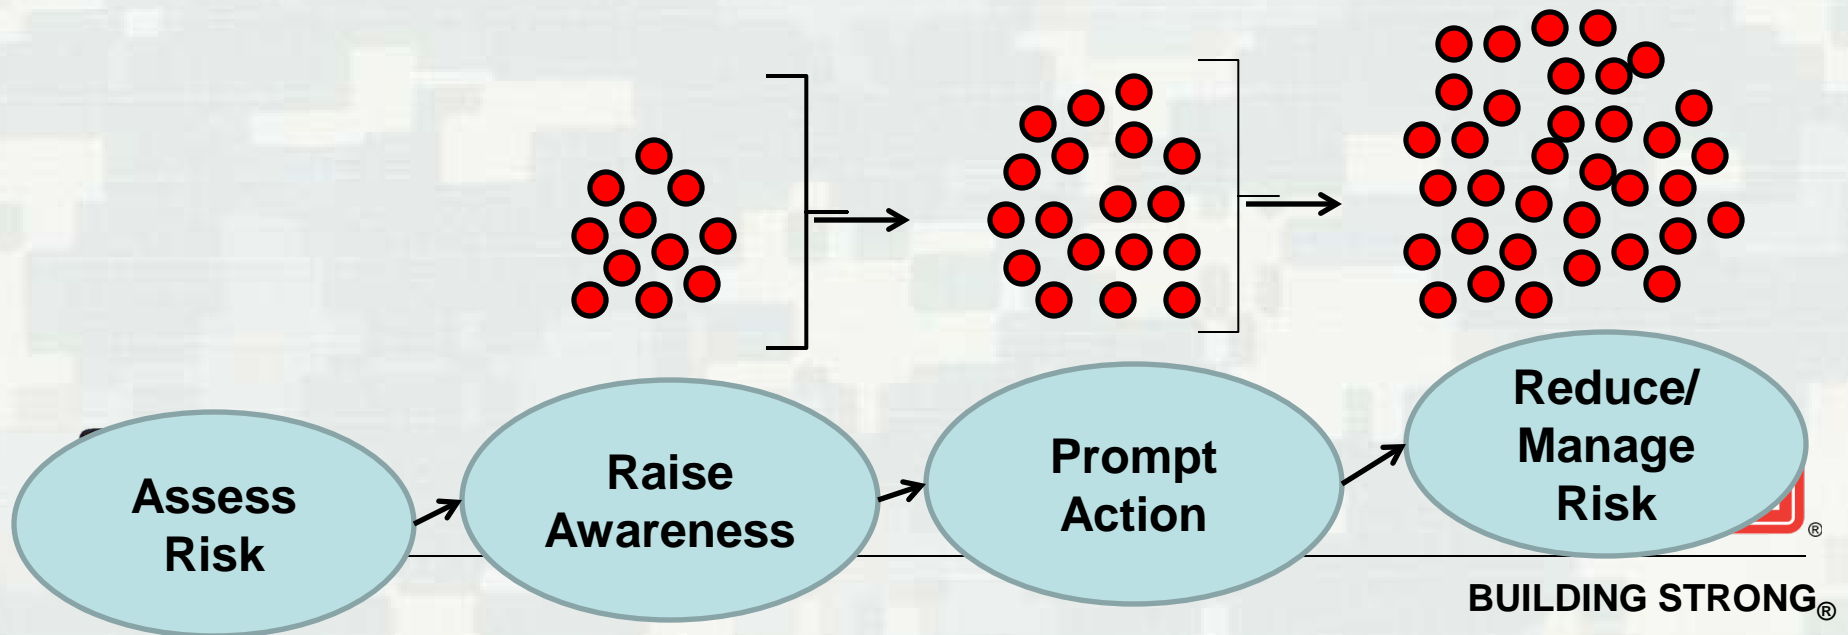 Assess
Risk
Raise
Awareness
Prompt
Action
Reduce/
Manage
Risk
®
BUILDING STRONG®